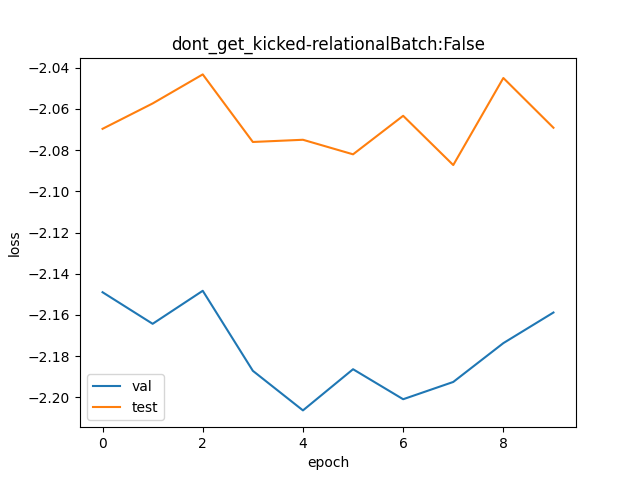 dont_get_kicked-relationalBatch:False
loss
−2.04
−2.06
−2.08
−2.10
−2.12
−2.14
−2.16
−2.18
−2.20
val
test
0
2
4
6
8
epoch